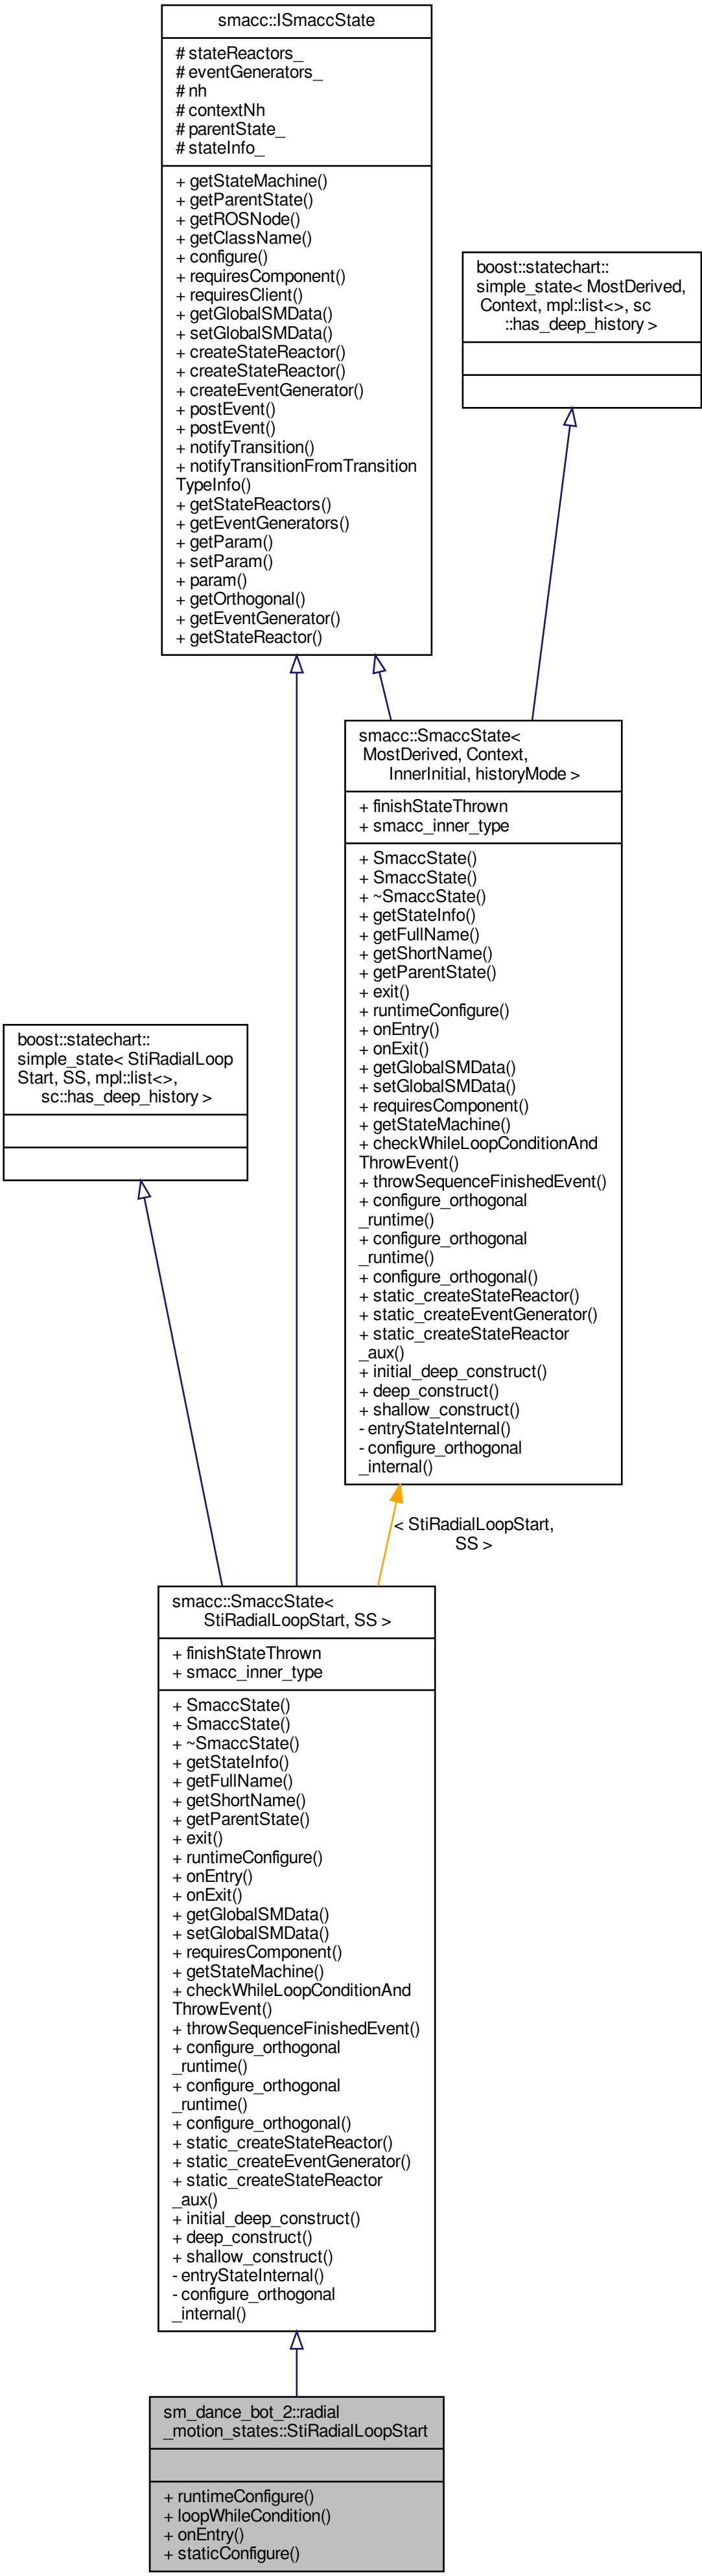 smacc::ISmaccState
# stateReactors_
# eventGenerators_
# nh
# contextNh
# parentState_
# stateInfo_
+ getStateMachine()
+ getParentState()
+ getROSNode()
+ getClassName()
+ configure()
+ requiresComponent()
+ requiresClient()
+ getGlobalSMData()
+ setGlobalSMData()
+ createStateReactor()
+ createStateReactor()
+ createEventGenerator()
+ postEvent()
+ postEvent()
+ notifyTransition()
+ notifyTransitionFromTransition
TypeInfo()
+ getStateReactors()
+ getEventGenerators()
+ getParam()
+ setParam()
+ param()
+ getOrthogonal()
+ getEventGenerator()
+ getStateReactor()
boost::statechart::
simple_state< MostDerived,
Context, mpl::list<>, sc
::has_deep_history >
smacc::SmaccState<
MostDerived, Context,
InnerInitial, historyMode >
+ finishStateThrown
+ smacc_inner_type
+ SmaccState()
+ SmaccState()
+ ~SmaccState()
+ getStateInfo()
+ getFullName()
+ getShortName()
+ getParentState()
+ exit()
+ runtimeConfigure()
+ onEntry()
+ onExit()
+ getGlobalSMData()
+ setGlobalSMData()
+ requiresComponent()
+ getStateMachine()
+ checkWhileLoopConditionAnd
ThrowEvent()
+ throwSequenceFinishedEvent()
+ configure_orthogonal
_runtime()
+ configure_orthogonal
_runtime()
+ configure_orthogonal()
+ static_createStateReactor()
+ static_createEventGenerator()
+ static_createStateReactor
_aux()
+ initial_deep_construct()
+ deep_construct()
+ shallow_construct()
- entryStateInternal()
- configure_orthogonal
_internal()
boost::statechart::
simple_state< StiRadialLoop
Start, SS, mpl::list<>,
sc::has_deep_history >
< StiRadialLoopStart,
SS >
smacc::SmaccState<
StiRadialLoopStart, SS >
+ finishStateThrown
+ smacc_inner_type
+ SmaccState()
+ SmaccState()
+ ~SmaccState()
+ getStateInfo()
+ getFullName()
+ getShortName()
+ getParentState()
+ exit()
+ runtimeConfigure()
+ onEntry()
+ onExit()
+ getGlobalSMData()
+ setGlobalSMData()
+ requiresComponent()
+ getStateMachine()
+ checkWhileLoopConditionAnd
ThrowEvent()
+ throwSequenceFinishedEvent()
+ configure_orthogonal
_runtime()
+ configure_orthogonal
_runtime()
+ configure_orthogonal()
+ static_createStateReactor()
+ static_createEventGenerator()
+ static_createStateReactor
_aux()
+ initial_deep_construct()
+ deep_construct()
+ shallow_construct()
- entryStateInternal()
- configure_orthogonal
_internal()
sm_dance_bot_2::radial
_motion_states::StiRadialLoopStart
+ runtimeConfigure()
+ loopWhileCondition()
+ onEntry()
+ staticConfigure()